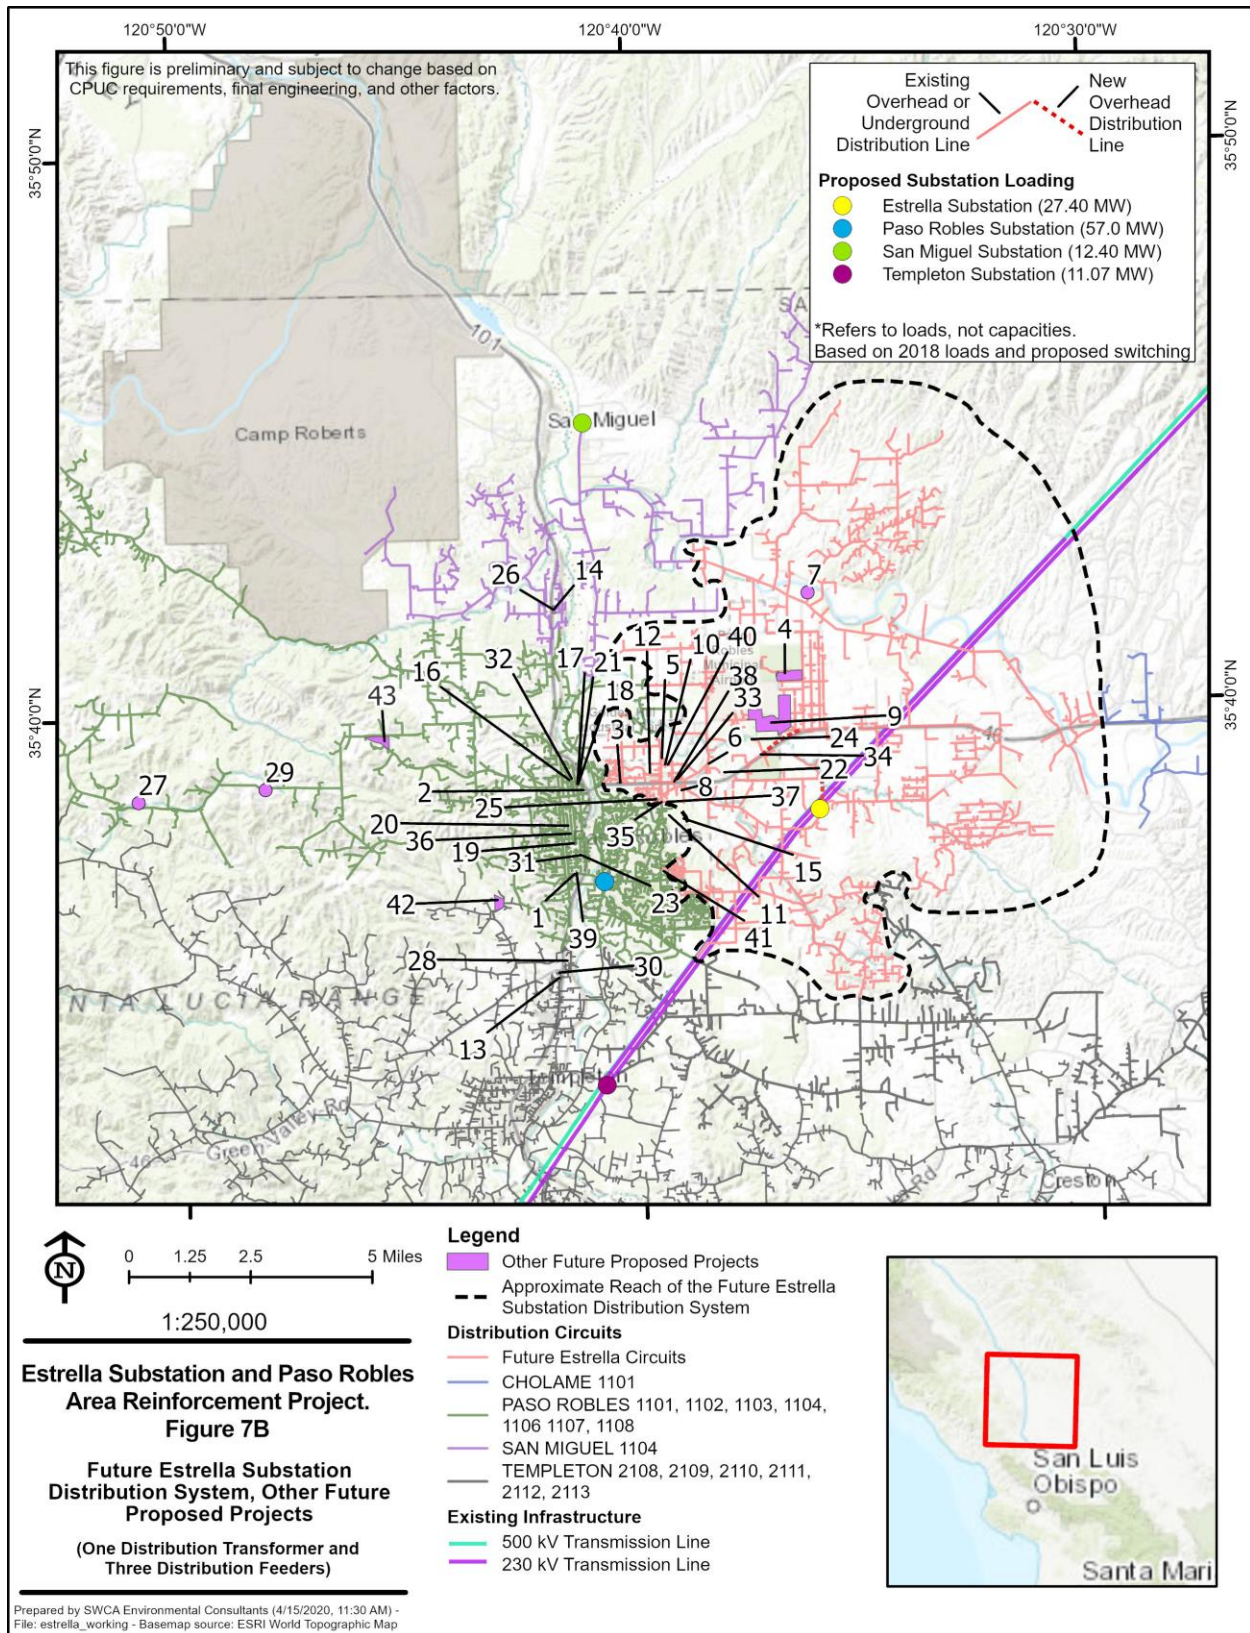 120°50'0"W
120°40'0"W
120°30'0"W
This figure is preliminary and subject to change based on
CPUC requirements, final engineering, and other factors.
Existing
Overhead or
Underground
Distribution Line
New
Overhead
Distribution
Line
Proposed Substation Loading
Estrella Substation (27.40 MW)
Paso Robles Substation (57.0 MW)
San Miguel Substation (12.40 MW)
Templeton Substation (11.07 MW)
*Refers to loads, not capacities.
Based on 2018 loads and proposed switching
35°50'0"N
35°50'0"N
101
Camp Roberts
San Miguel
7
26
14
12
10
40
4
16
32
17
21
5
38
43
18
33
3
6
9
24
46
34
27
29
2
25
8
22
37
20
36
35
19
31
15
42
1
23
11
39
41
28
30
13
35°40'0"N
35°40'0"N
NTA LUCIA RANGE
Templeton
Green Valley Rd
46
Creston
N
0 1.25 2.5 5 Miles
1:250,000
Estrella Substation and Paso Robles
Area Reinforcement Project.
Figure 7B
Future Estrella Substation
Distribution System, Other Future
Proposed Projects
(One Distribution Transformer and
Three Distribution Feeders)
Prepared by SWCA Environmental Consultants (4/15/2020, 11:30 AM) -
File: estrella_working - Basemap source: ESRI World Topographic Map
Legend
Other Future Proposed Projects
Approximate Reach of the Future Estrella
Substation Distribution System
Distribution Circuits
Future Estrella Circuits
CHOLAME 1101
PASO ROBLES 1101, 1102, 1103, 1104,
1106 1107, 1108
SAN MIGUEL 1104
TEMPLETON 2108, 2109, 2110, 2111,
2112, 2113
Existing Infrastructure
500 kV Transmission Line
230 kV Transmission Line
San Luis
Obispo
Santa Mari